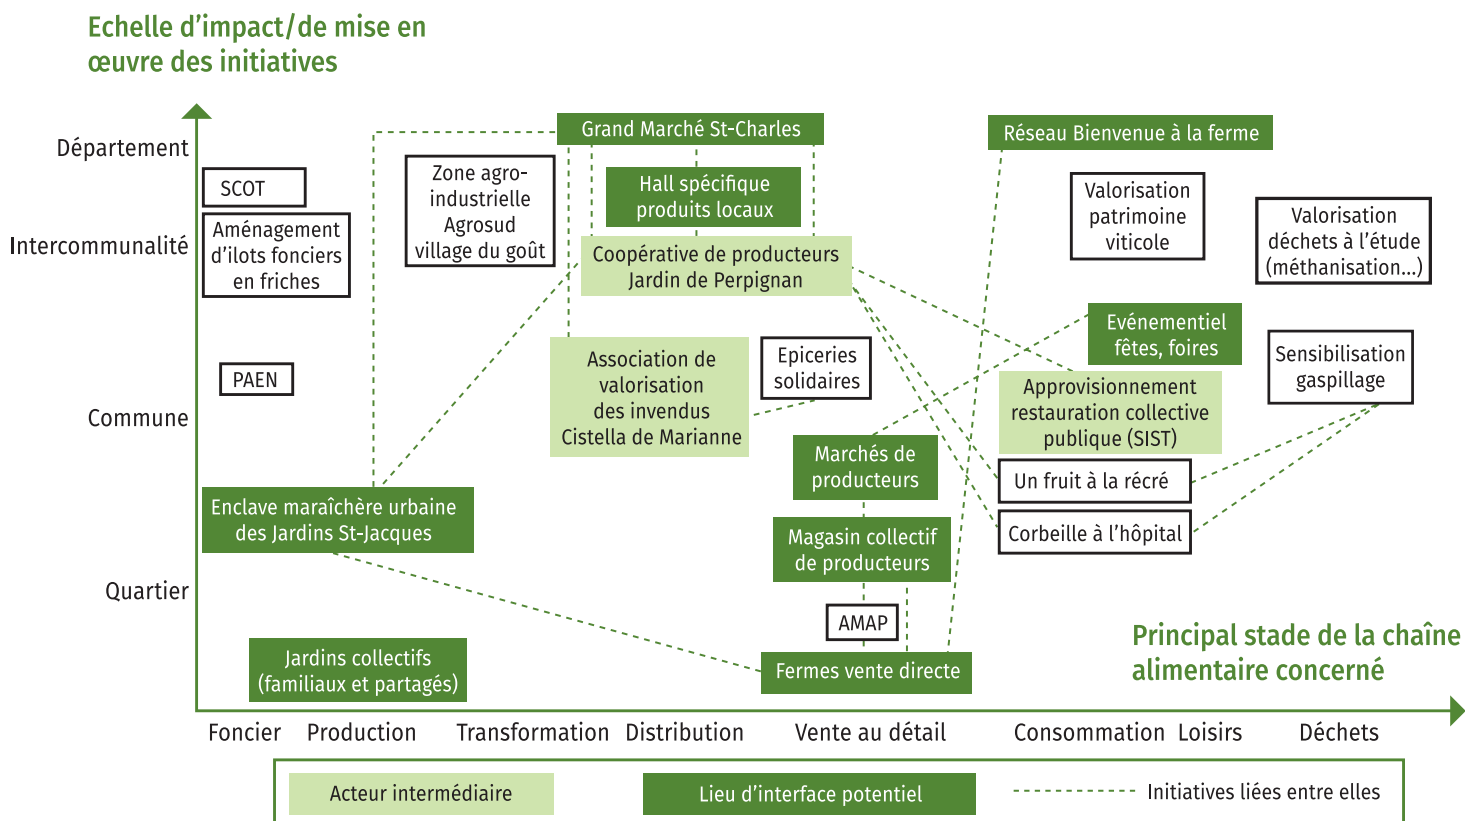 Echelle d'impact/de mise en
œuvre des initiatives
Département
Intercommunalité
Commune
Quartier
SCOT
Aménagement
d'ilots fonciers
en friches
PAEN
Enclave maraîchère urbaine
des Jardins St-Jacques
Jardins collectifs
(familiaux et partagés)
Zone agro-
industrielle
Agrosud
village du goût
Grand Marché St-Charles
Hall spécifique
produits locaux
Coopérative de producteurs
Jardin de Perpignan
Association de
valorisation
des invendus
Cistella de Marianne
Epiceries
solidaires
Marchés de
producteurs
Magasin collectif
de producteurs
AMAP
Fermes vente directe
Réseau Bienvenue à la ferme
Valorisation
patrimoine
viticole
Valorisation
déchets à l'étude
(méthanisation...)
Evénementiel
fêtes, foires
Sensibilisation
gaspillage
Approvisionnement
restauration collective
publique (SIST)
Un fruit à la récré
Corbeille à l'hôpital
Principal stade de la chaîne
alimentaire concerné
Foncier
Production
Transformation
Distribution
Vente au détail
Consommation
Loisirs
Déchets
Acteur intermédiaire
Lieu d'interface potentiel
Initiatives liées entre elles